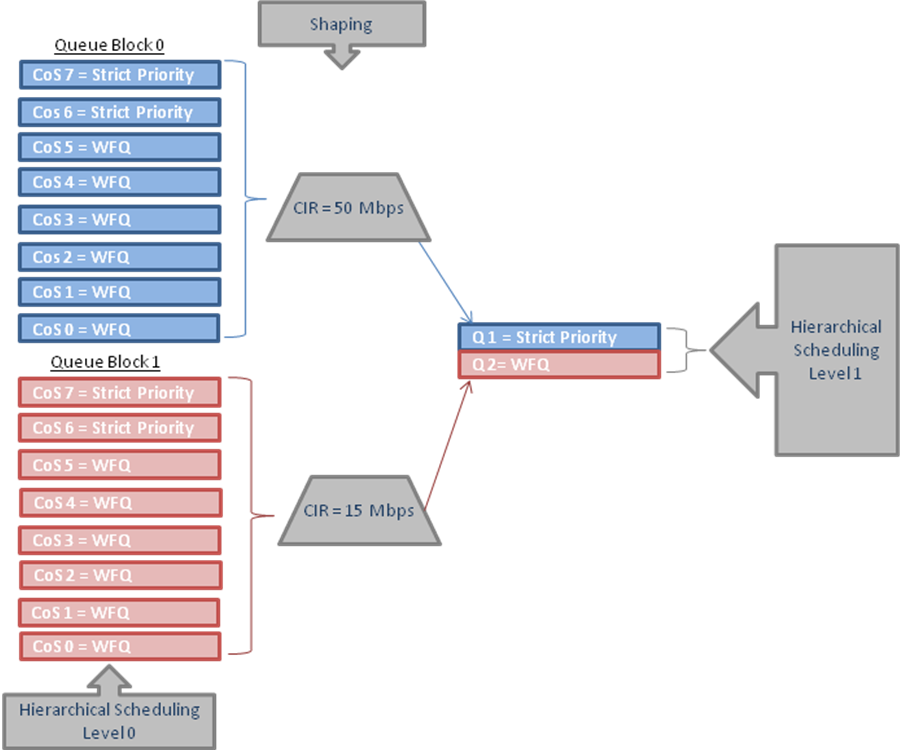 Shaping
Queue Block 0
CoS 7 = Strict Priority
Cos 6 = Strict Priority
CoS 5 = WFQ
CoS 4 = WFQ
CoS 3 = WFQ
Cos 2 = WFQ
CoS 1 = WFQ
CoS 0 = WFQ
CIR = 50 Mbps
Queue Block 1
CoS 7 = Strict Priority
CoS 6 = Strict Priority
CoS 5 = WFQ
CoS 4 = WFQ
CoS 3 = WFQ
CoS 2 = WFQ
CoS 1 = WFQ
CoS 0 = WFQ
CIR = 15 Mbps
Q1 = Strict Priority
Q2= WFQ
Hierarchical
Scheduling
Level 1
Hierarchical Scheduling
Level 0